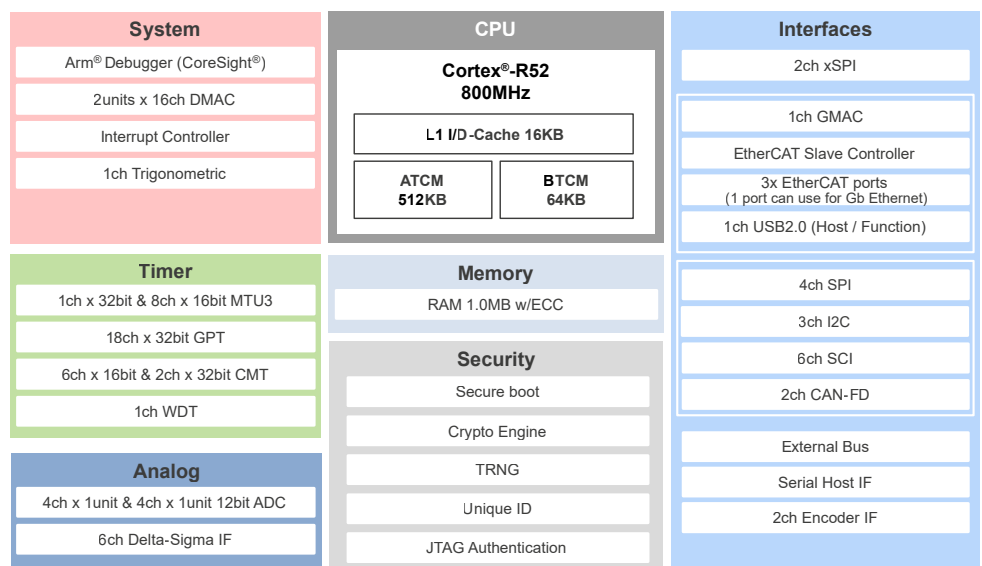 System
Arm® Debugger (CoreSight®)
2units x 16ch DMAC
Interrupt Controller
1ch Trigonometric
Timer
1ch x 32bit & 8ch x 16bit MTU3
18ch x 32bit GPT
6ch x 16bit & 2ch x 32bit CMT
1ch WDT
Analog
4ch x 1unit & 4ch x 1unit 12bit ADC
6ch Delta-Sigma IF
CPU
Cortex®-R52
800MHz
L1 I/D-Cache 16KB
ATCM
512KB
BTCM
64KB
Memory
RAM 1.0MB w/ECC
Security
Secure boot
Crypto Engine
TRNG
Unique ID
JTAG Authentication
Interfaces
2ch xSPI
1ch GMAC
EtherCAT Slave Controller
3x EtherCAT ports
(1 port can use for Gb Ethernet)
1ch USB2.0 (Host / Function)
4ch SPI
3ch I2C
6ch SCI
2ch CAN-FD
External Bus
Serial Host IF
2ch Encoder IF